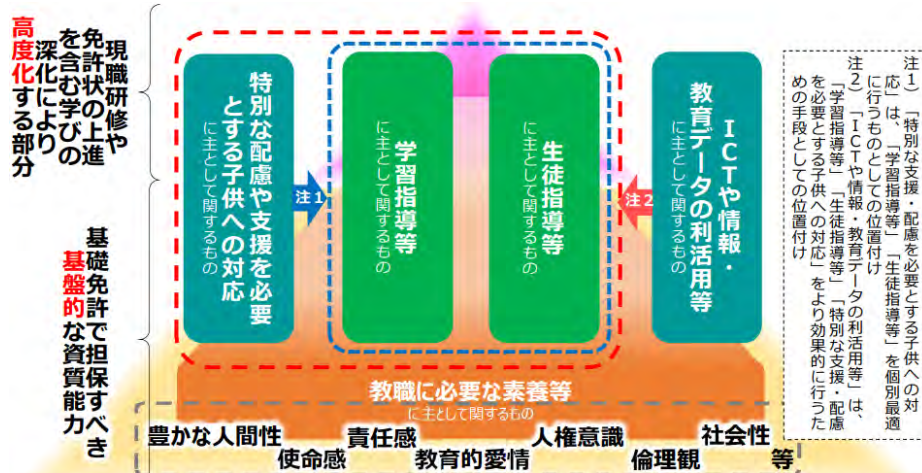 現職研修や
免許状の上進
を含む学びの
深化により
高度化する部分
基礎免許で担保すべき
基盤的な資質能力
特別な配慮や支援を必要
とする子供への対応
に主として関するもの
注1
学習指導等
に主として関するもの
生徒指導等
に主として関するもの
注2
ICTや情報・
教育データの利活用等
に主として関するもの
教職に必要な素養等
に主として関するもの
豊かな人間性
使命感
責任感
教育的愛情
人権意識
倫理観
社会性
等
注1)「特別な支援・配慮を必要とする子供への対
応」は、「学習指導等」「生徒指導等」を個別最適
に行うものとしての位置付け
注2)「ICTや情報・教育データの利活用等」は、
「学習指導等」「生徒指導等」「特別な支援・配慮
を必要とする子供への対応」をより効果的に行うた
めの手段としての位置付け